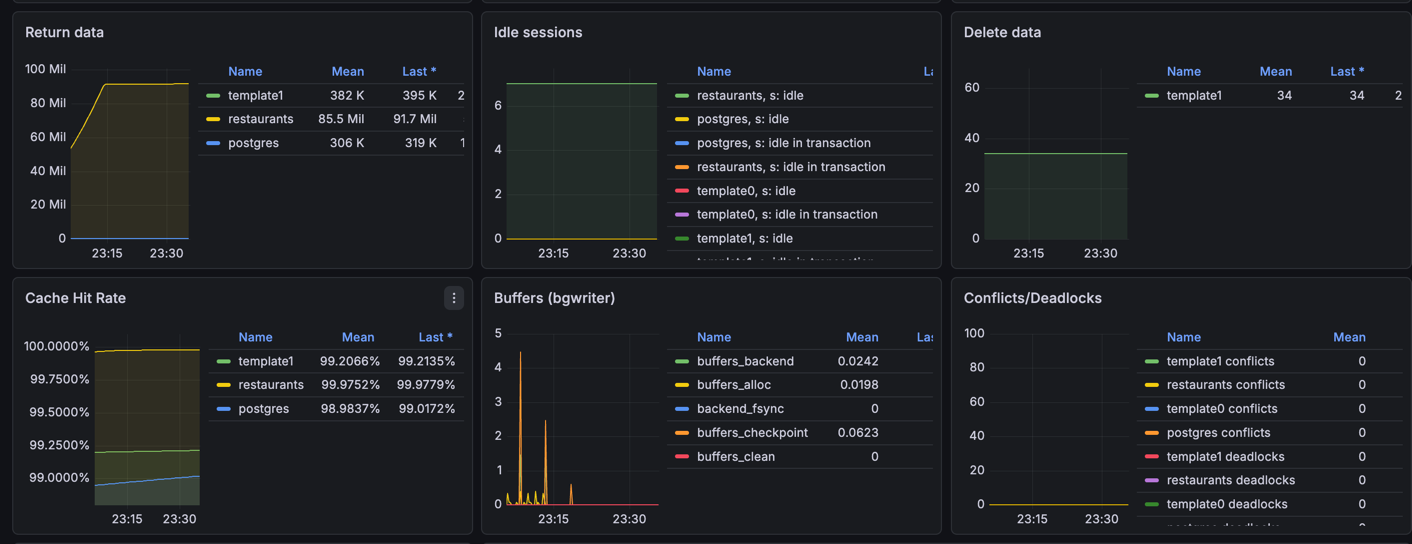 Return data
100 Mil
80 Mil
60 Mil
40 Mil
20 Mil
0
23:15 23:30
Name Mean Last *
template1 382 K 395 K 2
restaurants 85.5 Mil 91.7 Mil
postgres 306 K 319 K 1
Idle sessions
6
4
2
0
23:15 23:30
Name La
restaurants, s: idle
postgres, s: idle
postgres, s: idle in transaction
restaurants, s: idle in transaction
template0, s: idle
template0, s: idle in transaction
template1, s: idle
template1, s: idle in transaction
Delete data
60
40
20
0
23:15 23:30
Name Mean Last *
template1 34 34 2
Cache Hit Rate
100.0000%
99.7500%
99.5000%
99.2500%
99.0000%
23:15 23:30
Name Mean Last *
template1 99.2066% 99.2135%
restaurants 99.9752% 99.9779%
postgres 98.9837% 99.0172%
Buffers (bgwriter)
5
4
3
2
1
0
23:15 23:30
Name Mean Las
buffers_backend 0.0242
buffers_alloc 0.0198
backend_fsync 0
buffers_checkpoint 0.0623
buffers_clean 0
Conflicts/Deadlocks
100
80
60
40
20
0
23:15 23:30
Name Mean
template1 conflicts 0
restaurants conflicts 0
template0 conflicts 0
postgres conflicts 0
template1 deadlocks 0
restaurants deadlocks 0
template0 deadlocks 0